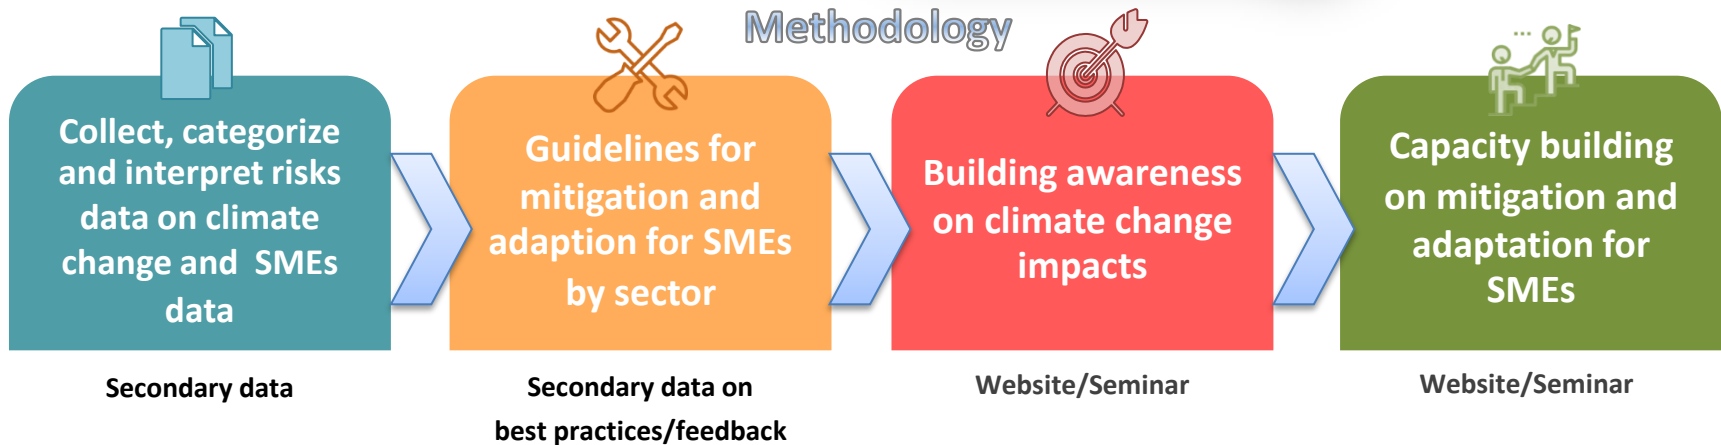 Methodology
Collect, categorize
and interpret risks
data on climate
change and SMEs
data
Guidelines for
mitigation and
adaption for SMEs
by sector
Building awareness
on climate change
impacts
...
Capacity building
on mitigation and
adaptation for
SMEs
Secondary data
Secondary data on
best practices/feedback
Website/Seminar
Website/Seminar